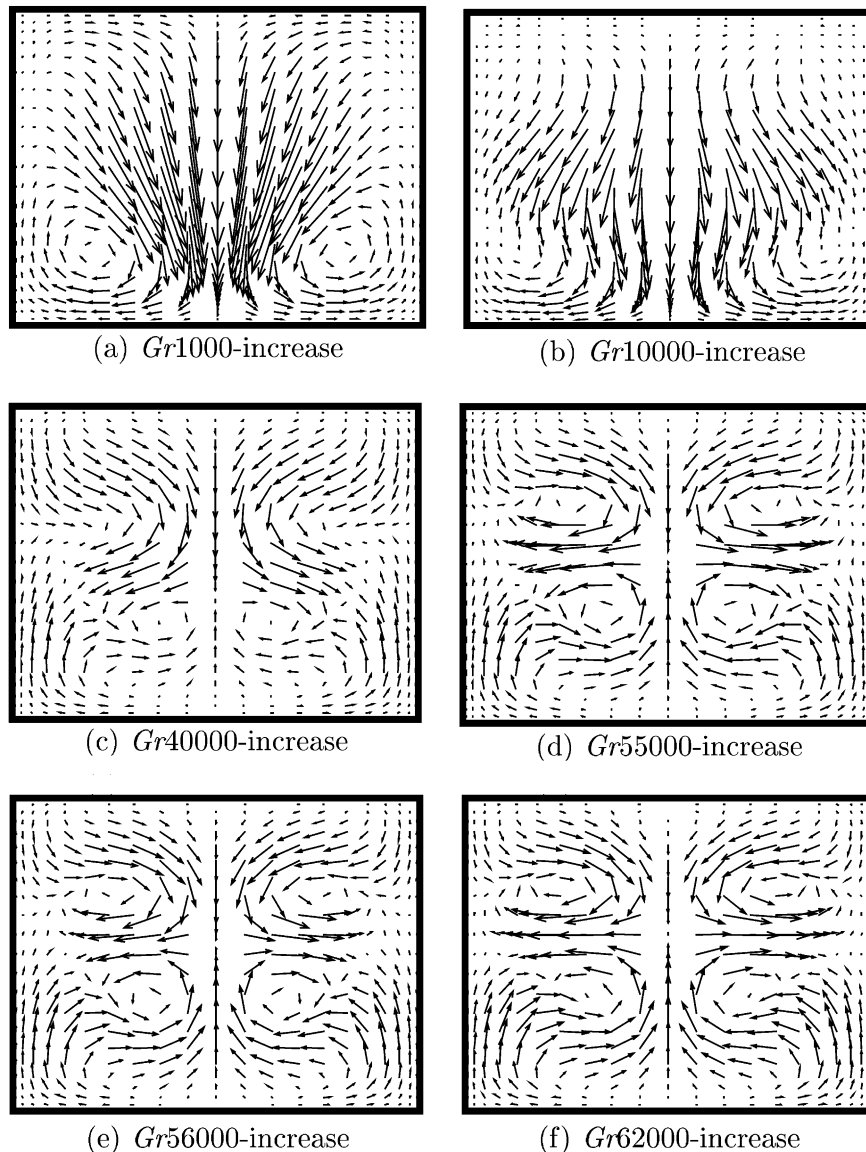 (a) Gr1000-increase
(b) Gr10000-increase
(c) Gr40000-increase
(d) Gr55000-increase
(e) Gr56000-increase
(f) Gr62000-increase